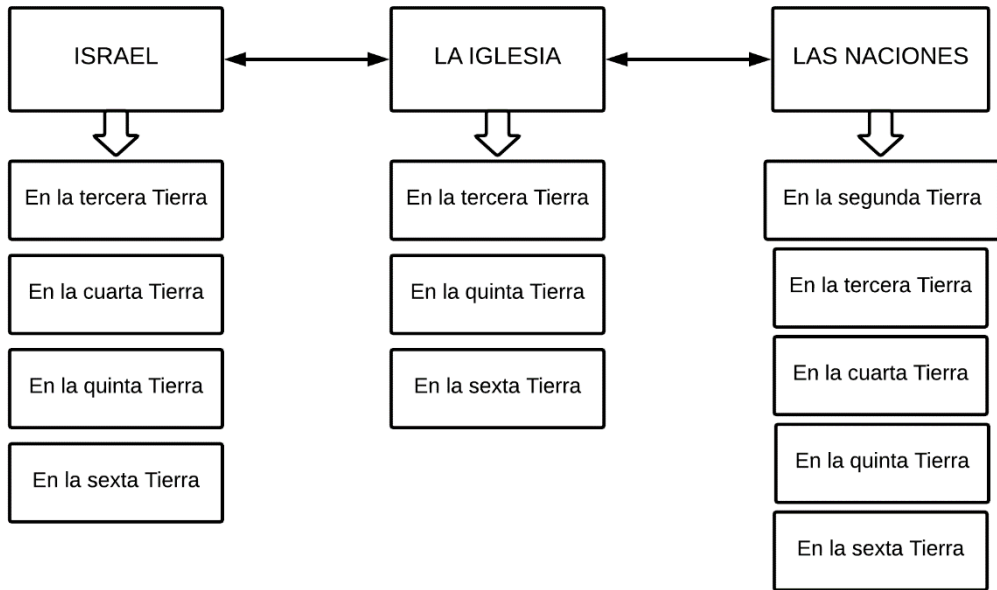 ISRAEL
LA IGLESIA
LAS NACIONES
En la tercera Tierra
En la cuarta Tierra
En la quinta Tierra
En la sexta Tierra
En la tercera Tierra
En la quinta Tierra
En la sexta Tierra
En la segunda Tierra
En la tercera Tierra
En la cuarta Tierra
En la quinta Tierra
En la sexta Tierra